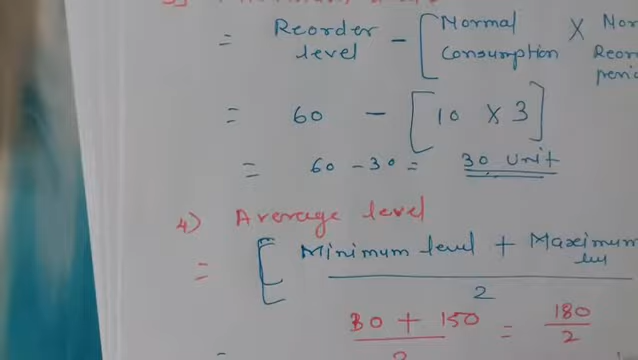 = Reorder level - [ Normal Consumption X
= 60 - [ 10 X 3 ]
= 60 - 30 = 30 Unit
4) Average level
= [ Minimum level + Maximum
2
30 + 150 = 180
2